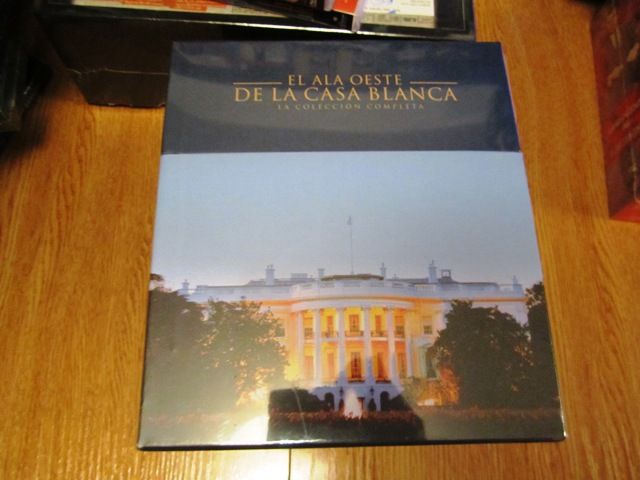 EL ALA OESTE
DE LA CASA BLANCA
LA COLECCIÓN COMPLETA